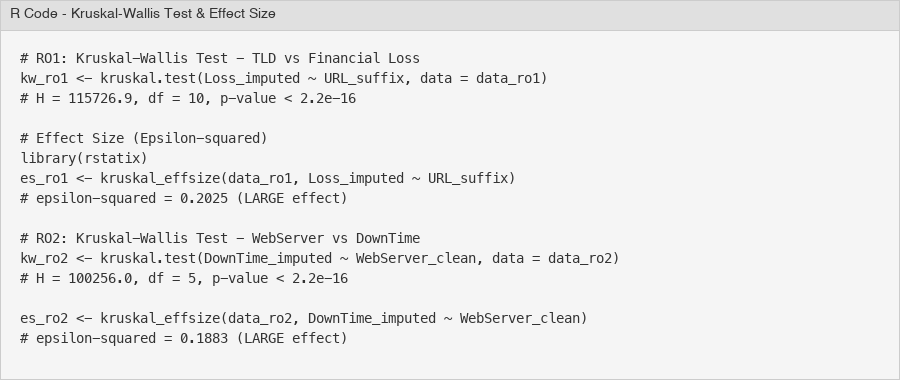 R Code - Kruskal-Wallis Test & Effect Size
# RO1: Kruskal−Wallis Test − TLD vs Financial Loss
kw_ro1 <− kruskal.test(Loss_imputed ~ URL_suffix, data = data_ro1)
# H = 115726.9, df = 10, p−value < 2.2e−16
# Effect Size (Epsilon−squared)
library(rstatix)
es_ro1 <− kruskal_effsize(data_ro1, Loss_imputed ~ URL_suffix)
# epsilon−squared = 0.2025 (LARGE effect)
# RO2: Kruskal−Wallis Test − WebServer vs DownTime
kw_ro2 <− kruskal.test(DownTime_imputed ~ WebServer_clean, data = data_ro2)
# H = 100256.0, df = 5, p−value < 2.2e−16
es_ro2 <− kruskal_effsize(data_ro2, DownTime_imputed ~ WebServer_clean)
# epsilon−squared = 0.1883 (LARGE effect)